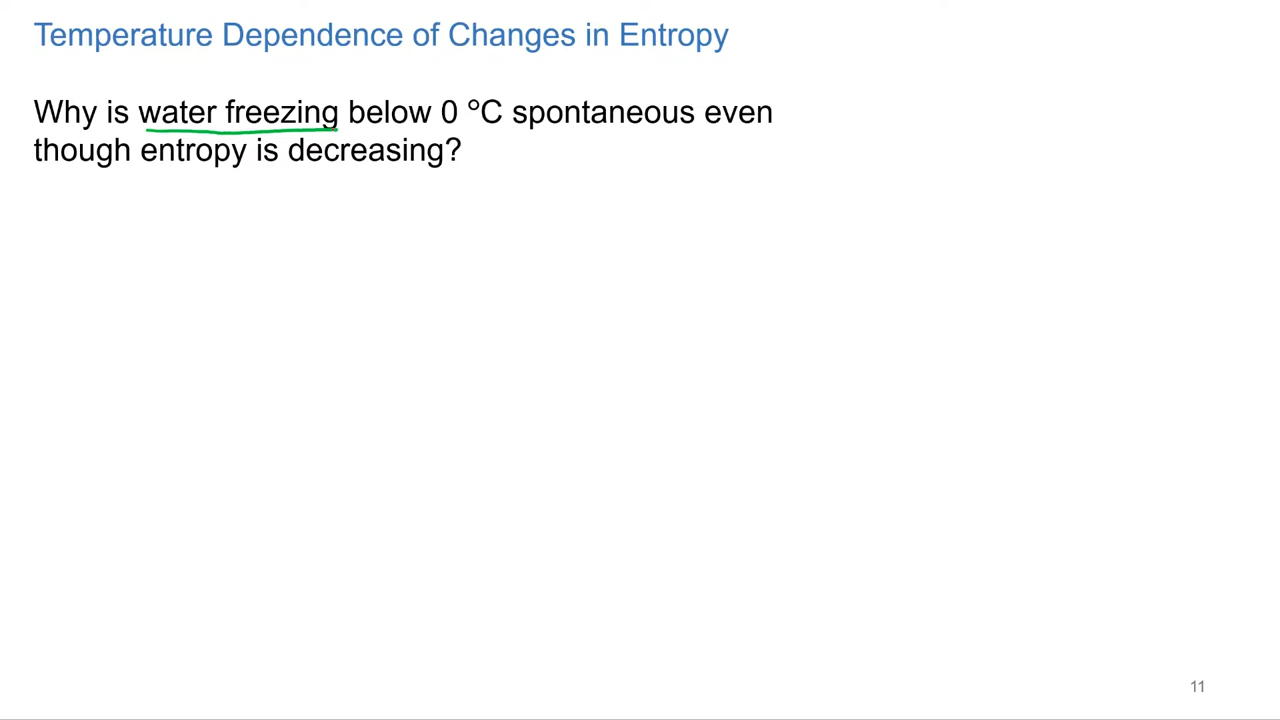 Temperature Dependence of Changes in Entropy
Why is water freezing below 0 °C spontaneous even
though entropy is decreasing?
11